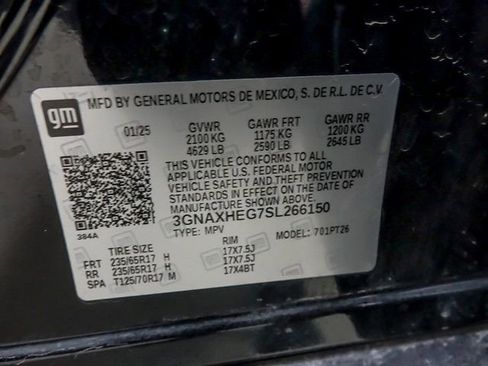 gm
MFD BY GENERAL MOTORS DE MEXICO, S. DE R.L. DE C.V.
01/25 GVWR GAWR FRT GAWR RR
2100 KG 1175 KG 1200 KG
4629 LB 2590 LB 2645 LB
THIS VEHICLE CONFORMS TO ALL
APPLICABLE U.S. FEDERAL MOTOR
VEHICLE SAFETY AND THEFT PREVENTION
STANDARDS IN EFFECT ON THE DATE OF
MANUFACTURE SHOWN ABOVE.
3GNAXHEG7SL266150
384A
TYPE: MPV MODEL: 701PT26
TIRE SIZE RIM
FRT 235/65R17 H 17X7.5J
RR 235/65R17 H 17X7.5J
SPA T125/70R17 M 17X4BT